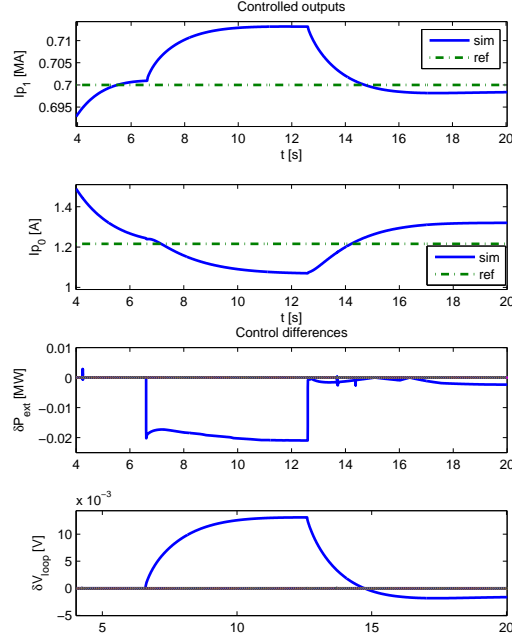 Controlled outputs
0.71
0.705
0.7
0.695
Ip1 [MA]
sim
ref
4 6 8 10 12 14 16 18 20
t [s]
1.4
1.2
1
Ip0 [A]
sim
ref
4 6 8 10 12 14 16 18 20
t [s]
Control differences
0.01
0
−0.01
−0.02
δPext [MW]
4 6 8 10 12 14 16 18 20
x 10−3
10
5
0
−5
δVloop [V]
5 10 15 20